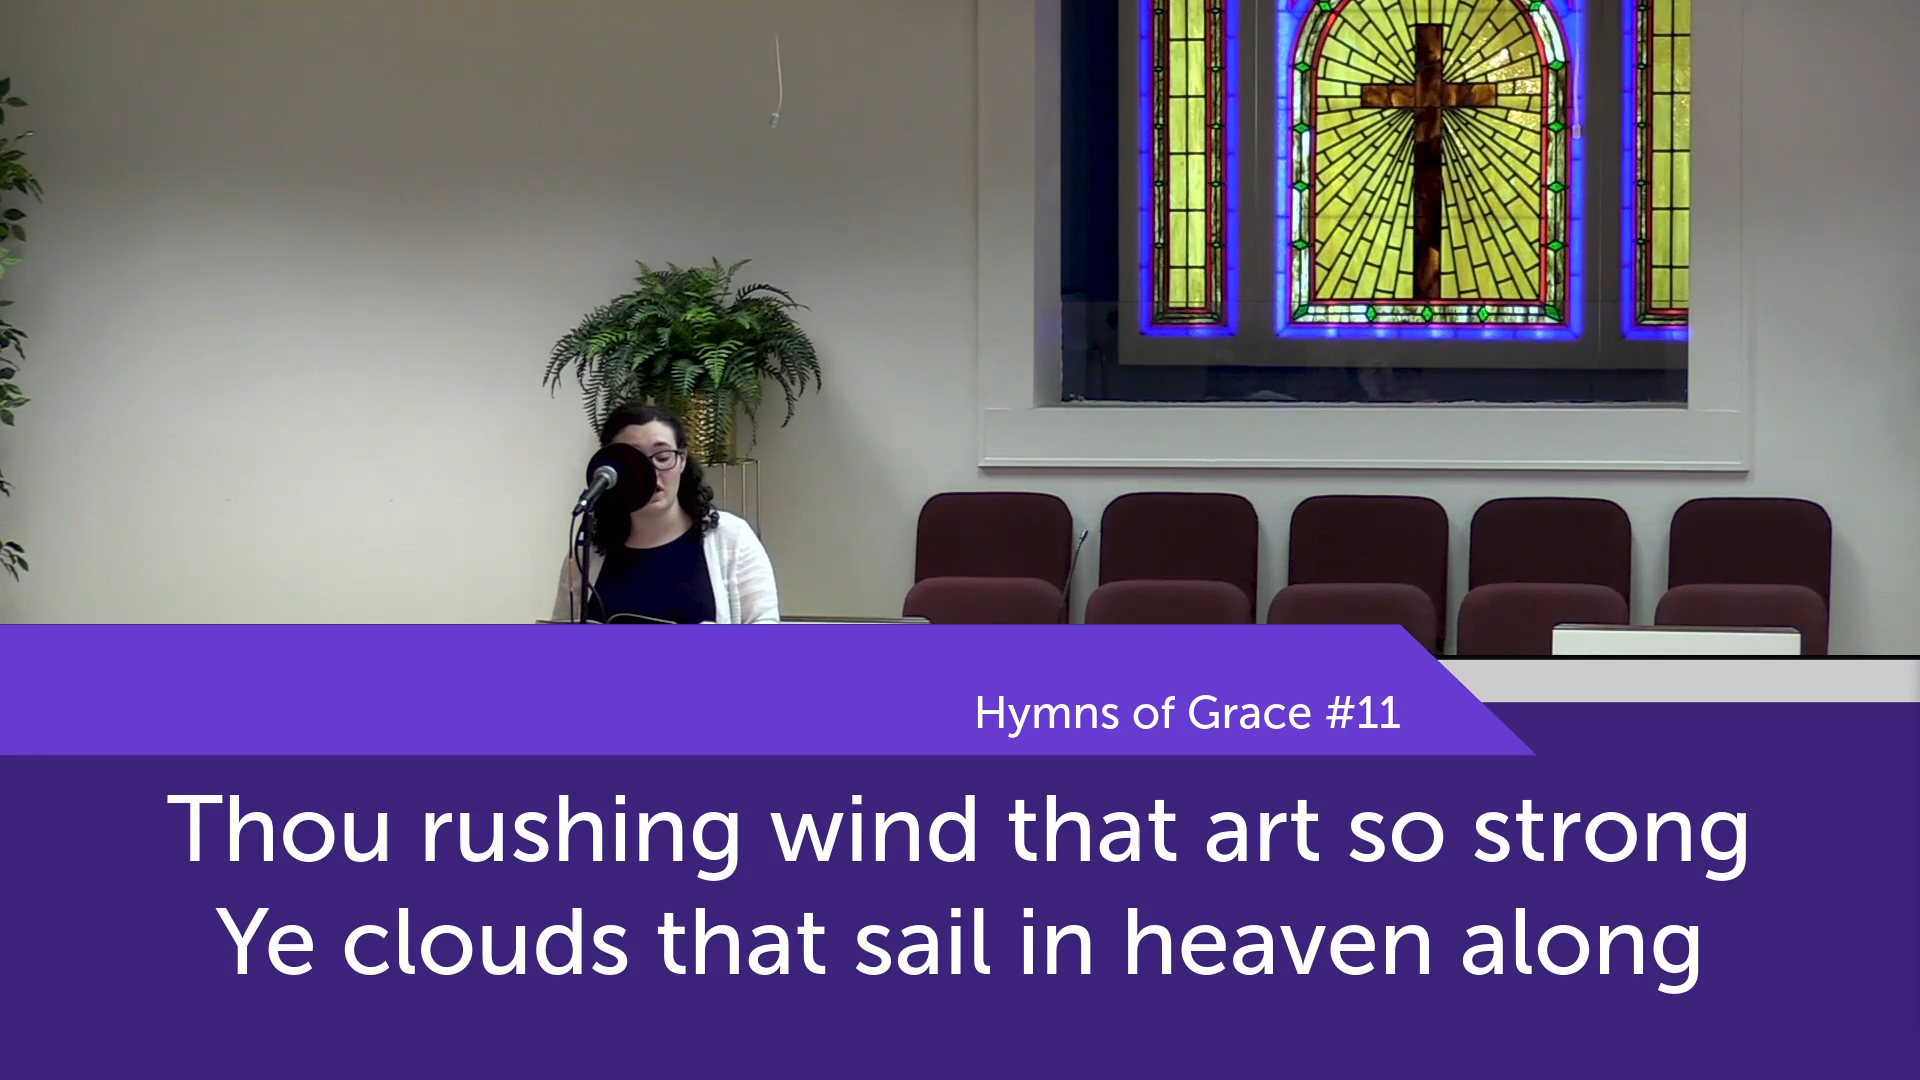 Hymns of Grace #11
Thou rushing wind that art so strong
Ye clouds that sail in heaven along